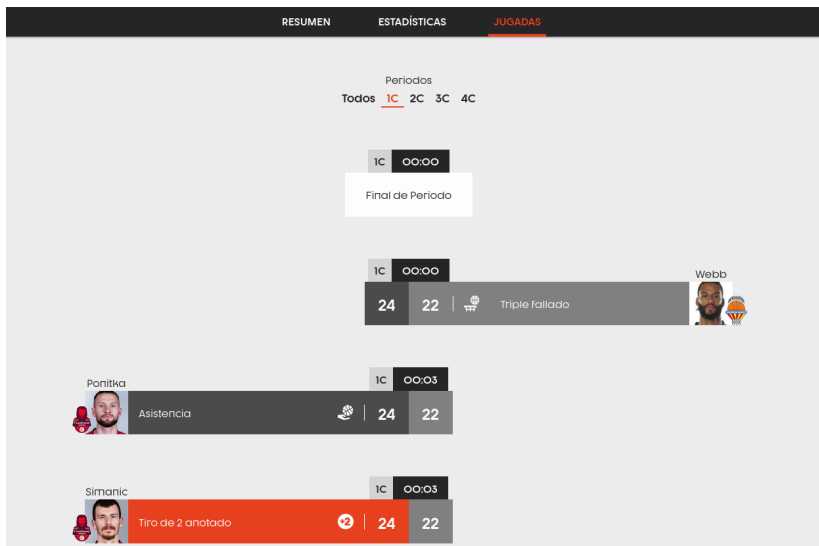 RESUMEN ESTADÍSTICAS JUGADAS
Periodos
Todos 1C 2C 3C 4C
1C 00:00
Final de Periodo
1C 00:00
Webb
24 22 Triple fallado
1C 00:03
Ponitka
Asistencia 24 22
1C 00:03
Simanic
Tiro de 2 anotado +2 24 22